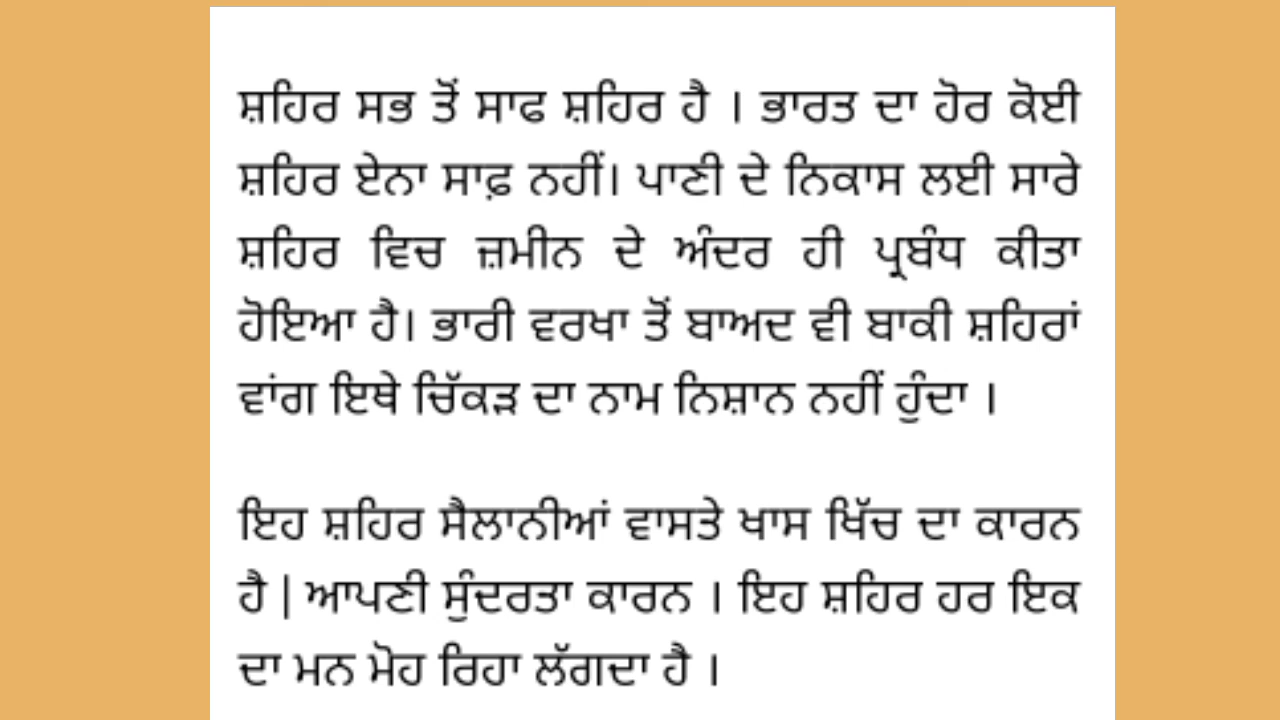 ਸ਼ਹਿਰ ਸਭ ਤੋਂ ਸਾਫ ਸ਼ਹਿਰ ਹੈ । ਭਾਰਤ ਦਾ ਹੋਰ ਕੋਈ
ਸ਼ਹਿਰ ਏਨਾ ਸਾਫ਼ ਨਹੀਂ। ਪਾਣੀ ਦੇ ਨਿਕਾਸ ਲਈ ਸਾਰੇ
ਸ਼ਹਿਰ ਵਿਚ ਜ਼ਮੀਨ ਦੇ ਅੰਦਰ ਹੀ ਪ੍ਰਬੰਧ ਕੀਤਾ
ਹੋਇਆ ਹੈ। ਭਾਰੀ ਵਰਖਾ ਤੋਂ ਬਾਅਦ ਵੀ ਬਾਕੀ ਸ਼ਹਿਰਾਂ
ਵਾਂਗ ਇਥੇ ਚਿੱਕੜ ਦਾ ਨਾਮ ਨਿਸ਼ਾਨ ਨਹੀਂ ਹੁੰਦਾ ।
ਇਹ ਸ਼ਹਿਰ ਸੈਲਾਨੀਆਂ ਵਾਸਤੇ ਖਾਸ ਖਿੱਚ ਦਾ ਕਾਰਨ
ਹੈ | ਆਪਣੀ ਸੁੰਦਰਤਾ ਕਾਰਨ । ਇਹ ਸ਼ਹਿਰ ਹਰ ਇਕ
ਦਾ ਮਨ ਮੋਹ ਰਿਹਾ ਲੱਗਦਾ ਹੈ ।